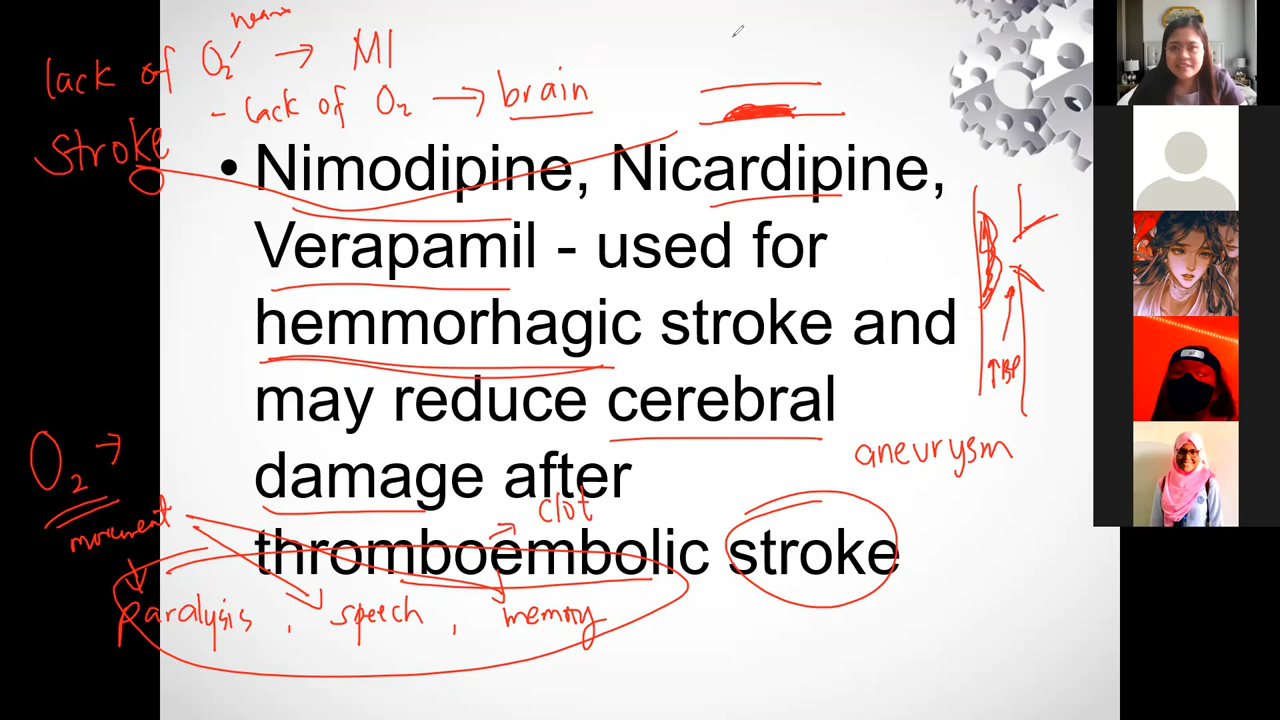 heart
lack of O₂ → MI
- lack of O₂ → brain
Stroke
• Nimodipine, Nicardipine,
Verapamil - used for
hemmorhagic stroke and
↑BP
may reduce cerebral
aneurysm
damage after
O₂ →
clot
movement
thromboembolic stroke
paralysis, speech, memory